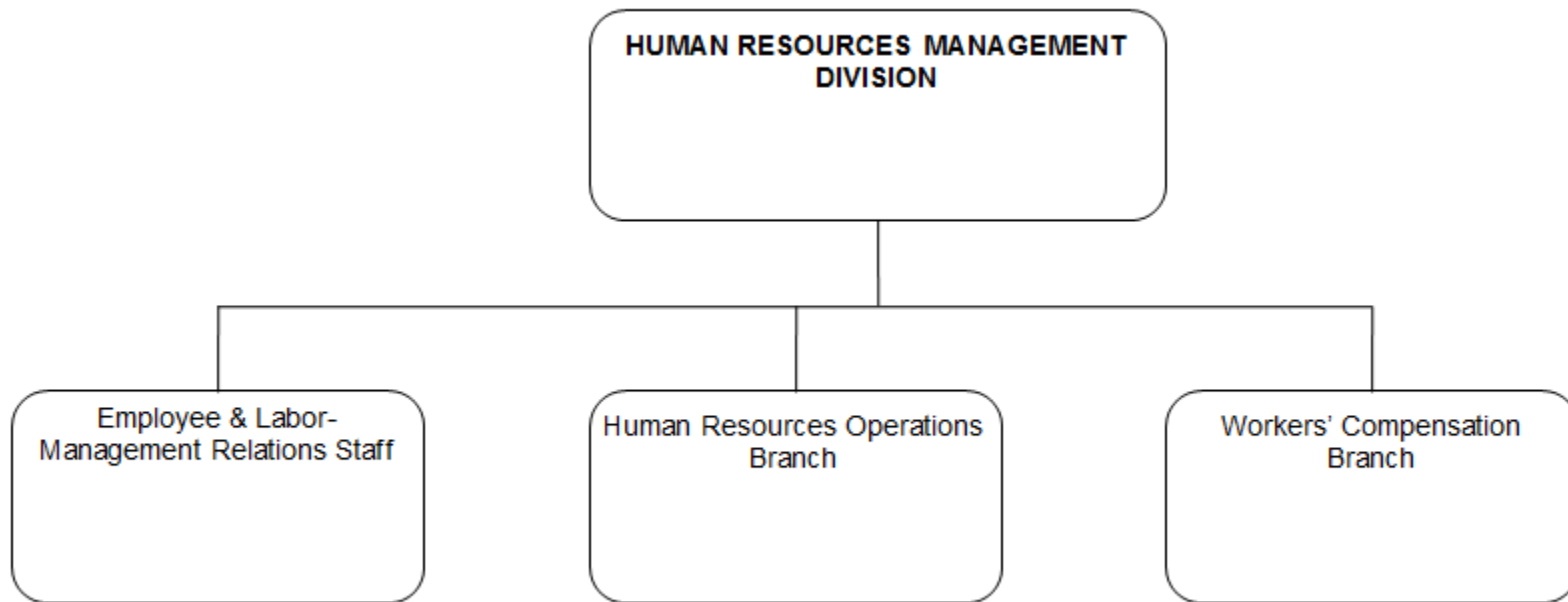 HUMAN RESOURCES MANAGEMENT
DIVISION
Employee & Labor-
Management Relations Staff
Human Resources Operations
Branch
Workers’ Compensation
Branch